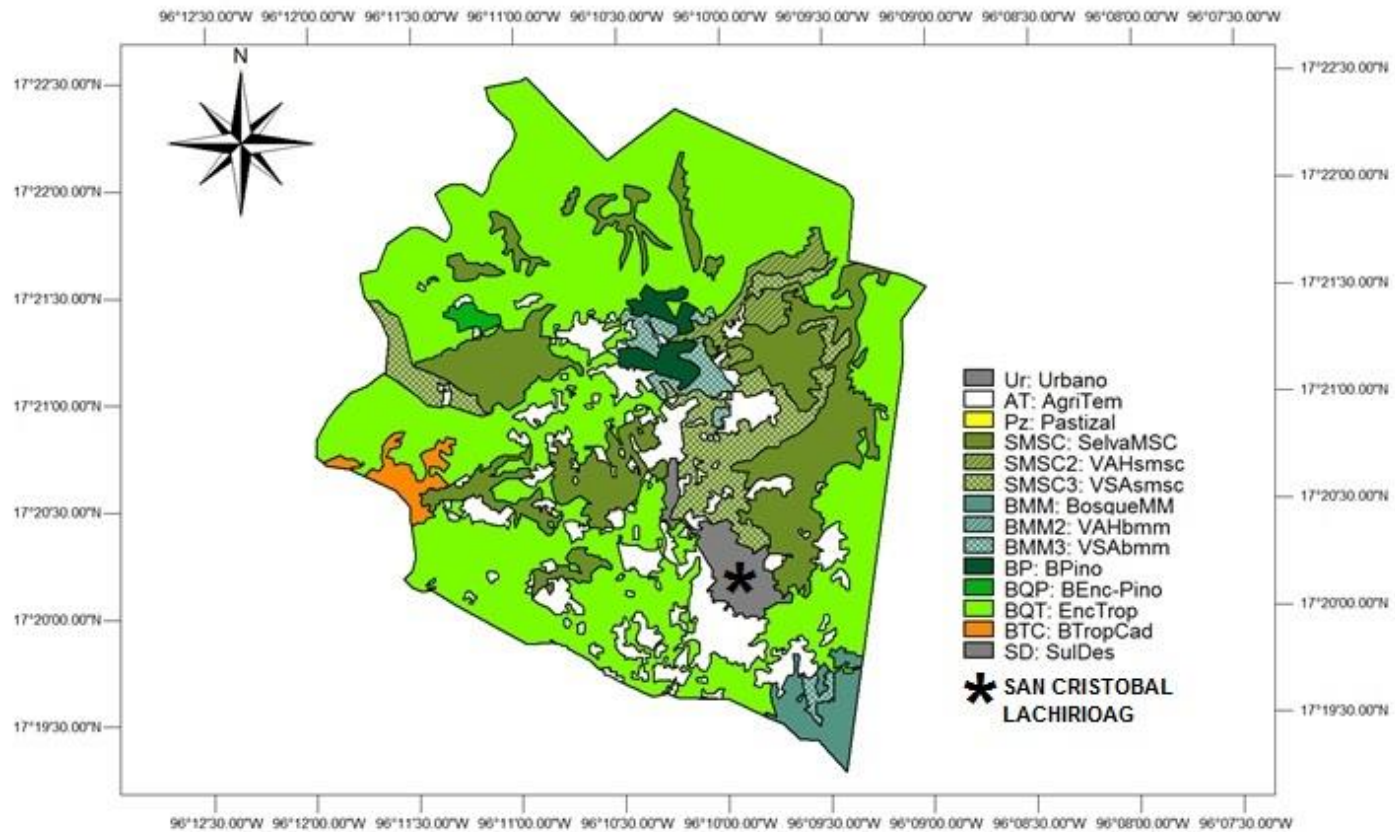 96°12'30.00"W 96°12'00.00"W 96°11'30.00"W 96°11'00.00"W 96°10'30.00"W 96°10'00.00"W 96°09'30.00"W 96°09'00.00"W 96°08'30.00"W 96°08'00.00"W 96°07'30.00"W
N
17°22'30.00"N 17°22'30.00"N
17°22'00.00"N 17°22'00.00"N
17°21'30.00"N 17°21'30.00"N
17°21'00.00"N 17°21'00.00"N
17°20'30.00"N 17°20'30.00"N
17°20'00.00"N 17°20'00.00"N
17°19'30.00"N 17°19'30.00"N
Ur: Urbano
AT: AgriTem
Pz: Pastizal
SMSC: SelvaMSC
SMSC2: VAHsmsc
SMSC3: VSAsmsc
BMM: BosqueMM
BMM2: VAHbmm
BMM3: VSAbmm
BP: BPino
BQP: BEnc-Pino
BQT: EncTrop
BTC: BTropCad
SD: SulDes
SAN CRISTOBAL
LACHIRIOAG
96°12'30.00"W 96°12'00.00"W 96°11'30.00"W 96°11'00.00"W 96°10'30.00"W 96°10'00.00"W 96°09'30.00"W 96°09'00.00"W 96°08'30.00"W 96°08'00.00"W 96°07'30.00"W